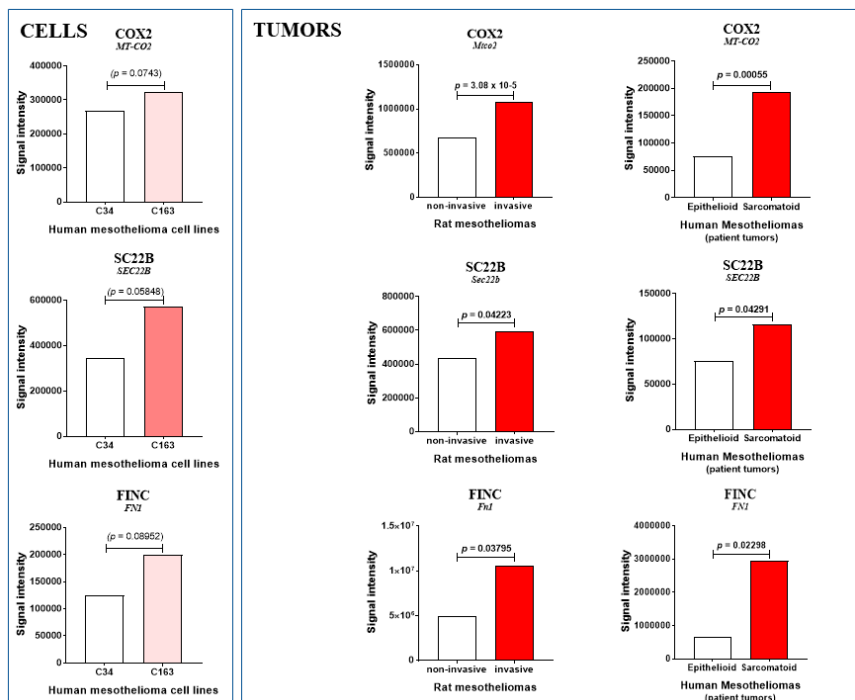 CELLS
COX2
MT-CO2
400000
300000
200000
100000
0
Signal intensity
(p = 0.0743)
C34 C163
Human mesothelioma cell lines
SC22B
SEC22B
600000
400000
200000
0
Signal intensity
(p = 0.05848)
C34 C163
Human mesothelioma cell lines
FINC
FN1
200000
150000
100000
50000
0
Signal intensity
(p = 0.08952)
C34 C163
Human mesothelioma cell lines
TUMORS
COX2
Mtco2
1500000
1000000
500000
0
Signal intensity
p = 3.08 x 10-5
non-invasive invasive
Rat mesotheliomas
COX2
MT-CO2
250000
200000
150000
100000
50000
0
Signal intensity
p = 0.00055
Epithelioid Sarcomatoid
Human Mesotheliomas
(patient tumors)
SC22B
Sec22b
800000
600000
400000
200000
0
Signal intensity
p = 0.04223
non-invasive invasive
Rat mesotheliomas
SC22B
SEC22B
150000
100000
50000
0
Signal intensity
p = 0.04291
Epithelioid Sarcomatoid
Human Mesotheliomas
(patient tumors)
FINC
Fn1
1.5×10⁷
1×10⁷
5×10⁶
0
Signal intensity
p = 0.03795
non-invasive invasive
Rat mesotheliomas
FINC
FN1
4000000
3000000
2000000
1000000
0
Signal intensity
p = 0.02298
Epithelioid Sarcomatoid
Human Mesotheliomas
(patient tumors)